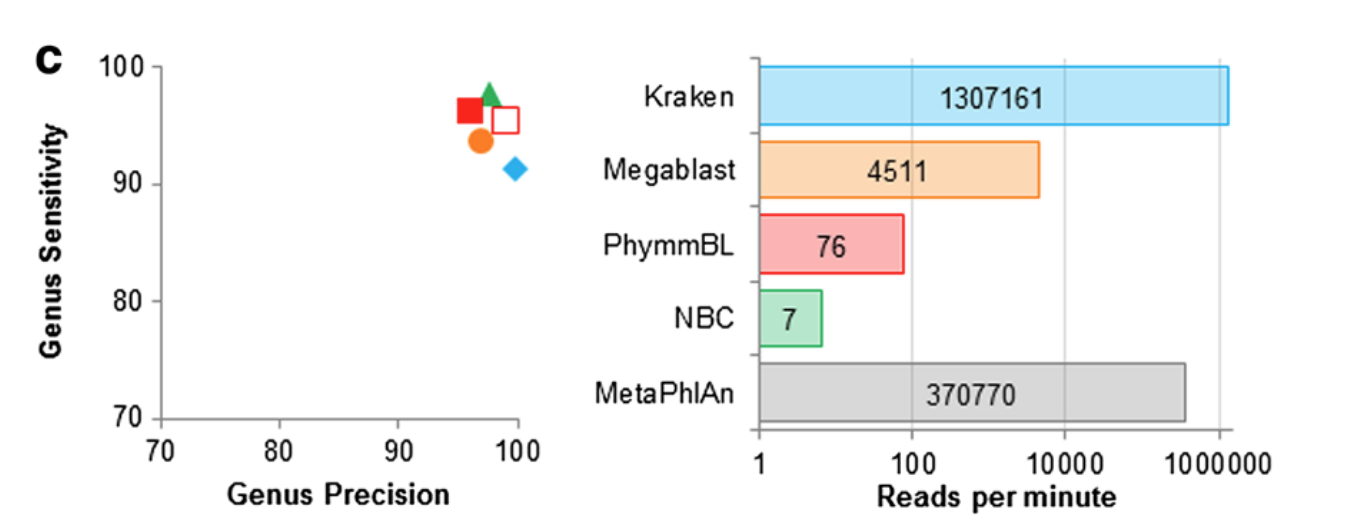 C
100
90
80
70
Genus Sensitivity
70 80 90 100
Genus Precision
Kraken 1307161
Megablast 4511
PhymmBL 76
NBC 7
MetaPhlAn 370770
1 100 10000 1000000
Reads per minute